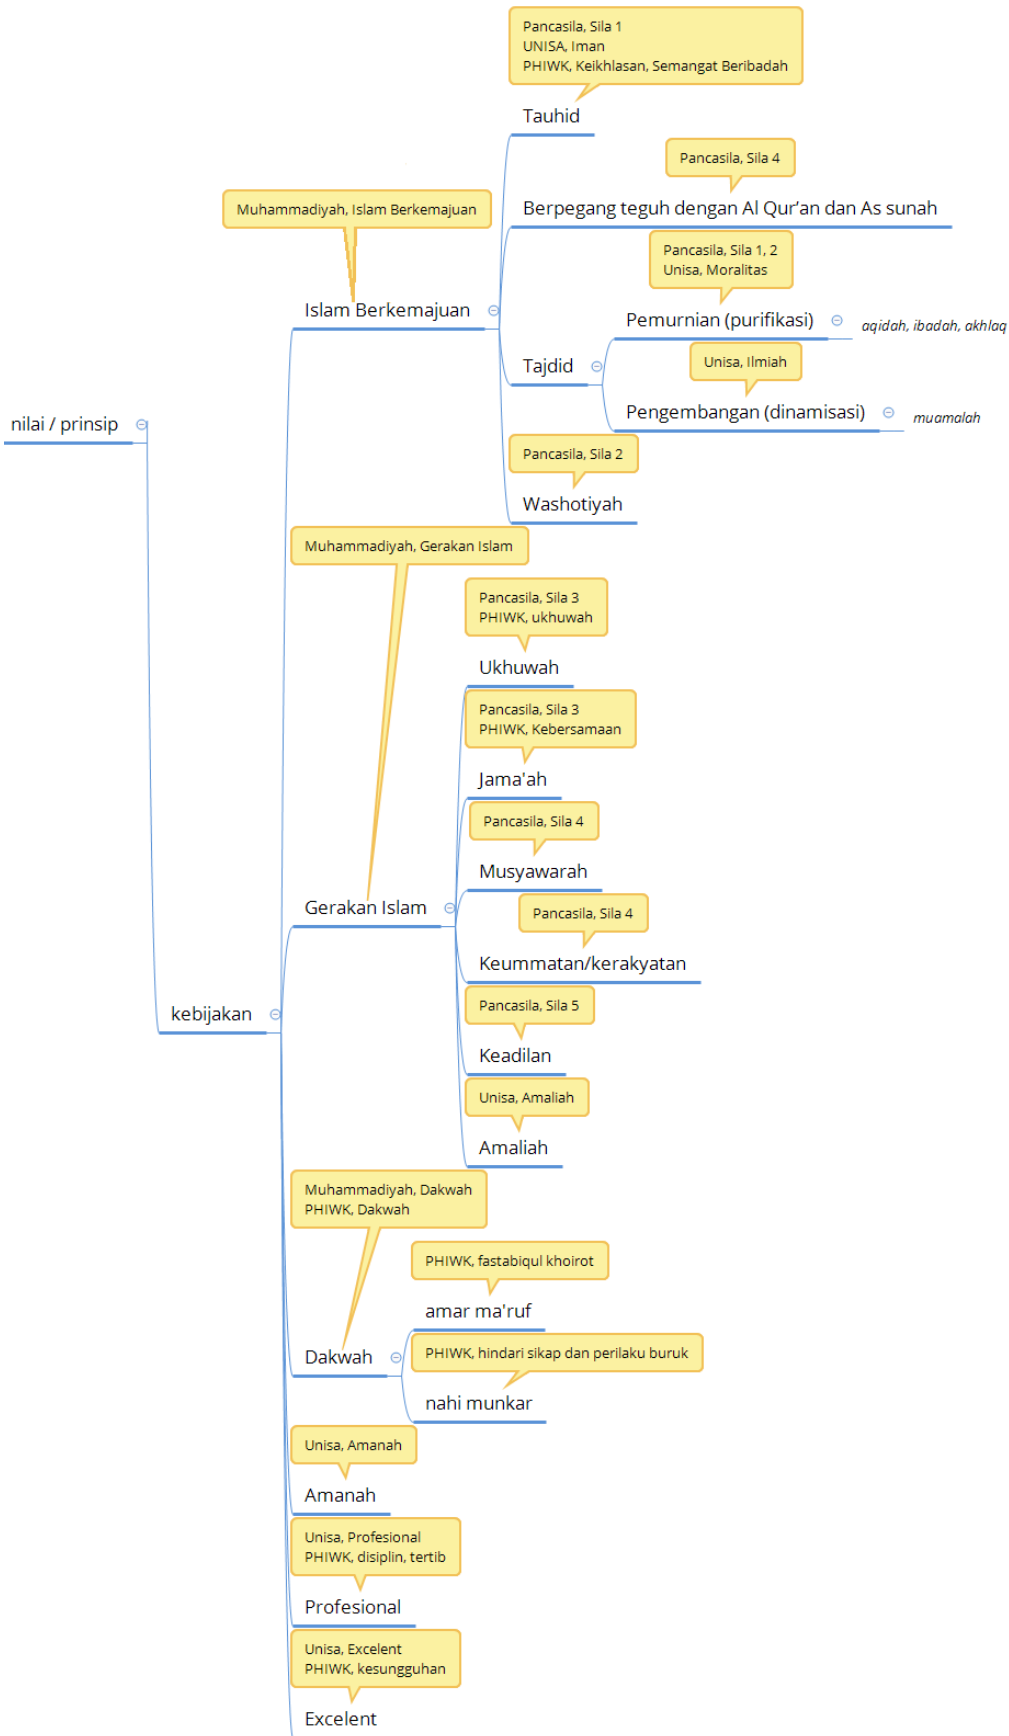 Pancasila, Sila 1
UNISA, Iman
PHIWK, Keikhlasan, Semangat Beribadah
Tauhid
Pancasila, Sila 4
Berpegang teguh dengan Al Qur'an dan As sunah
Muhammadiyah, Islam Berkemajuan
Pancasila, Sila 1, 2
Unisa, Moralitas
Islam Berkemajuan
Pemurnian (purifikasi)
aqidah, ibadah, akhlaq
Tajdid
Unisa, Ilmiah
Pengembangan (dinamisasi)
muamalah
nilai / prinsip
Pancasila, Sila 2
Washotiyah
Muhammadiyah, Gerakan Islam
Pancasila, Sila 3
PHIWK, ukhuwah
Ukhuwah
Pancasila, Sila 3
PHIWK, Kebersamaan
Jama'ah
Pancasila, Sila 4
Musyawarah
Gerakan Islam
Pancasila, Sila 4
Keummatan/kerakyatan
Pancasila, Sila 5
kebijakan
Keadilan
Unisa, Amaliah
Amaliah
Muhammadiyah, Dakwah
PHIWK, Dakwah
PHIWK, fastabiqul khoirot
amar ma'ruf
Dakwah
PHIWK, hindari sikap dan perilaku buruk
nahi munkar
Unisa, Amanah
Amanah
Unisa, Profesional
PHIWK, disiplin, tertib
Profesional
Unisa, Excelent
PHIWK, kesungguhan
Excelent